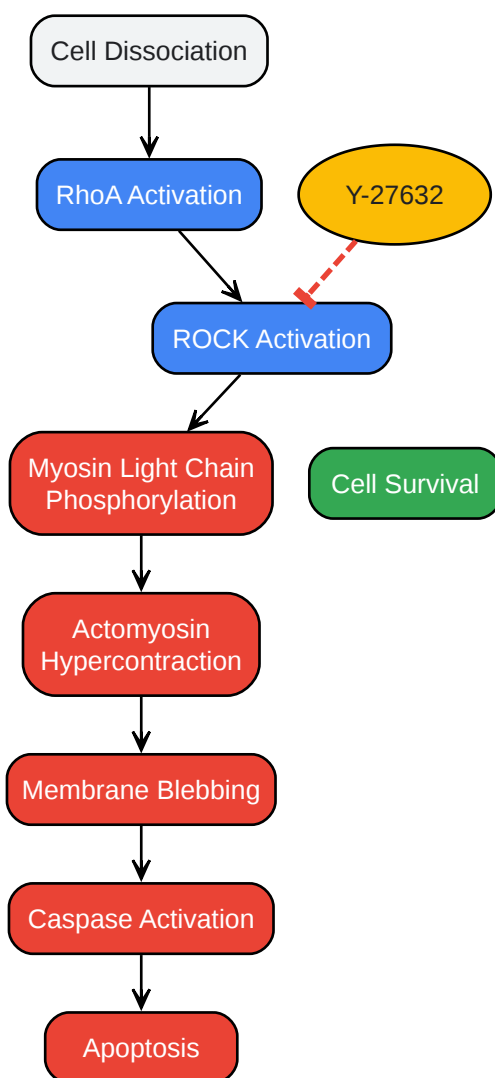 Cell Dissociation
RhoA Activation
Y-27632
ROCK Activation
Myosin Light Chain
Phosphorylation
Cell Survival
Actomyosin
Hypercontraction
Membrane Blebbing
Caspase Activation
Apoptosis